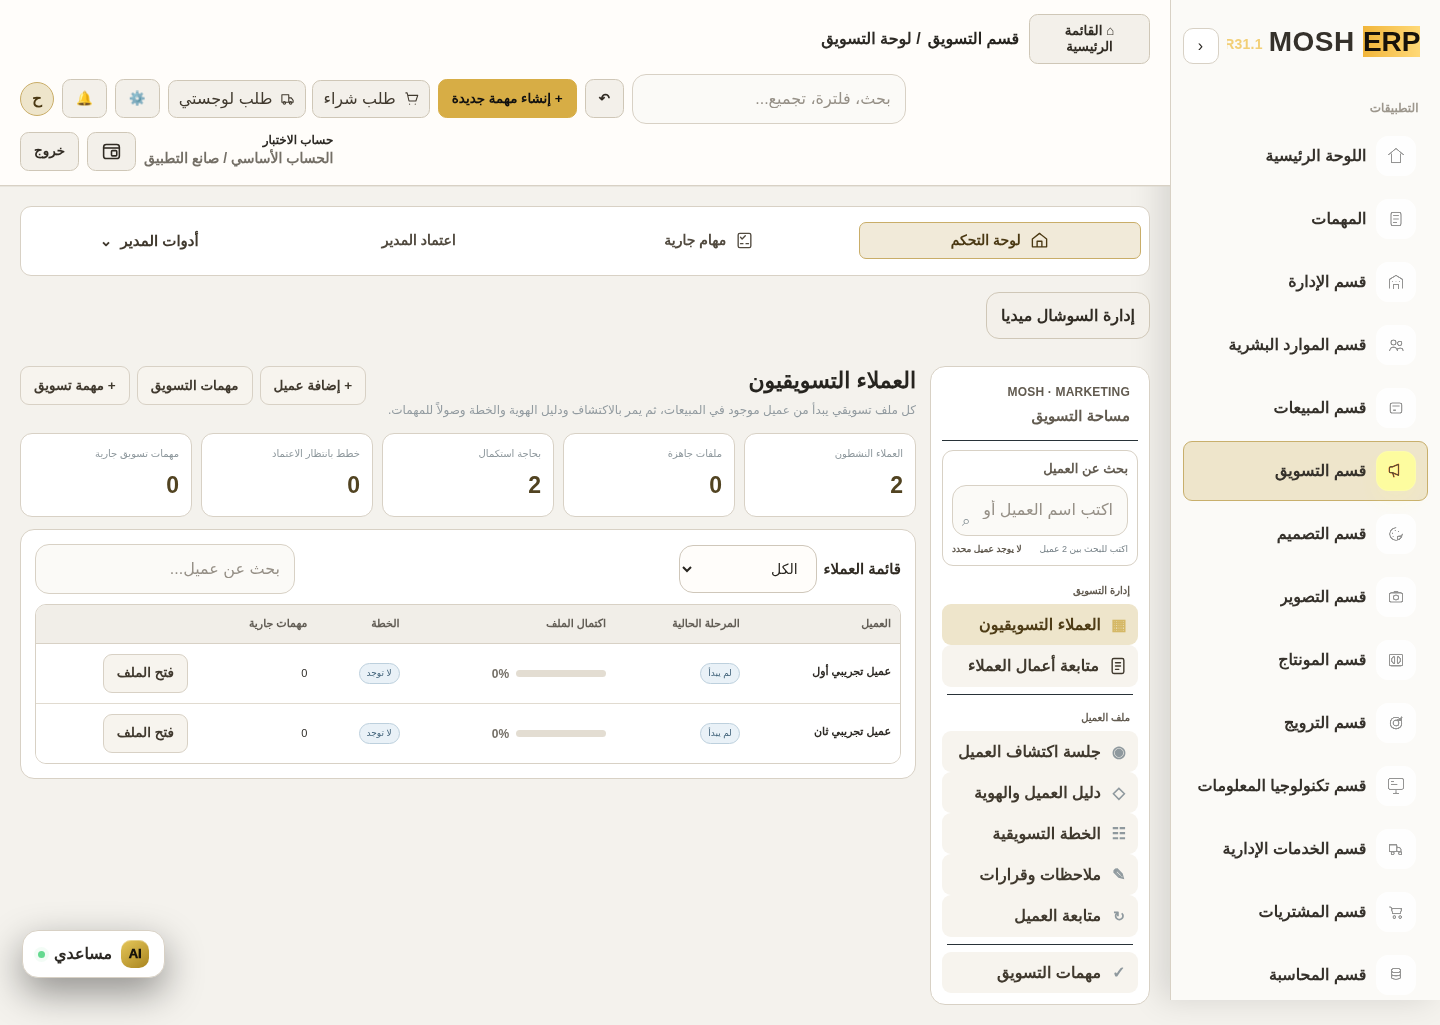 MOSH ERP R31.1
›
التطبيقات
اللوحة الرئيسية
المهمات
قسم الإدارة
قسم الموارد البشرية
قسم المبيعات
قسم التسويق
قسم التصميم
قسم التصوير
قسم المونتاج
قسم الترويج
قسم تكنولوجيا المعلومات
قسم الخدمات الإدارية
قسم المشتريات
قسم المحاسبة
⌂ القائمة
الرئيسية
قسم التسويق / لوحة التسويق
بحث، فلترة، تجميع...
↶
+ إنشاء مهمة جديدة
طلب شراء
طلب لوجستي
ح
حساب الاختبار
الحساب الأساسي / صانع التطبيق
خروج
لوحة التحكم
مهام جارية
اعتماد المدير
أدوات المدير
إدارة السوشال ميديا
MOSH · MARKETING
مساحة التسويق
بحث عن العميل
اكتب اسم العميل أو
اكتب للبحث بين 2 عميل
لا يوجد عميل محدد
إدارة التسويق
العملاء التسويقيون
متابعة أعمال العملاء
ملف العميل
جلسة اكتشاف العميل
دليل العميل والهوية
الخطة التسويقية
ملاحظات وقرارات
متابعة العميل
مهمات التسويق
العملاء التسويقيون
كل ملف تسويقي يبدأ من عميل موجود في المبيعات، ثم يمر بالاكتشاف ودليل الهوية والخطة وصولاً للمهمات.
+ إضافة عميل
مهمات التسويق
+ مهمة تسويق
العملاء النشطون
2
ملفات جاهزة
0
بحاجة استكمال
2
خطط بانتظار الاعتماد
0
مهمات تسويق جارية
0
قائمة العملاء
الكل
بحث عن عميل...
العميل المرحلة الحالية اكتمال الملف الخطة مهمات جارية
عميل تجريبي أول لم يبدأ 0% لا توجد 0 فتح الملف
عميل تجريبي ثان لم يبدأ 0% لا توجد 0 فتح الملف
AI مساعدي